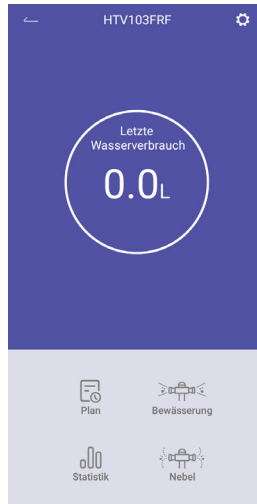 HTV103FRF
Letzte
Wasserverbrauch
0.0L
Plan
Bewässerung
Statistik
Nebel